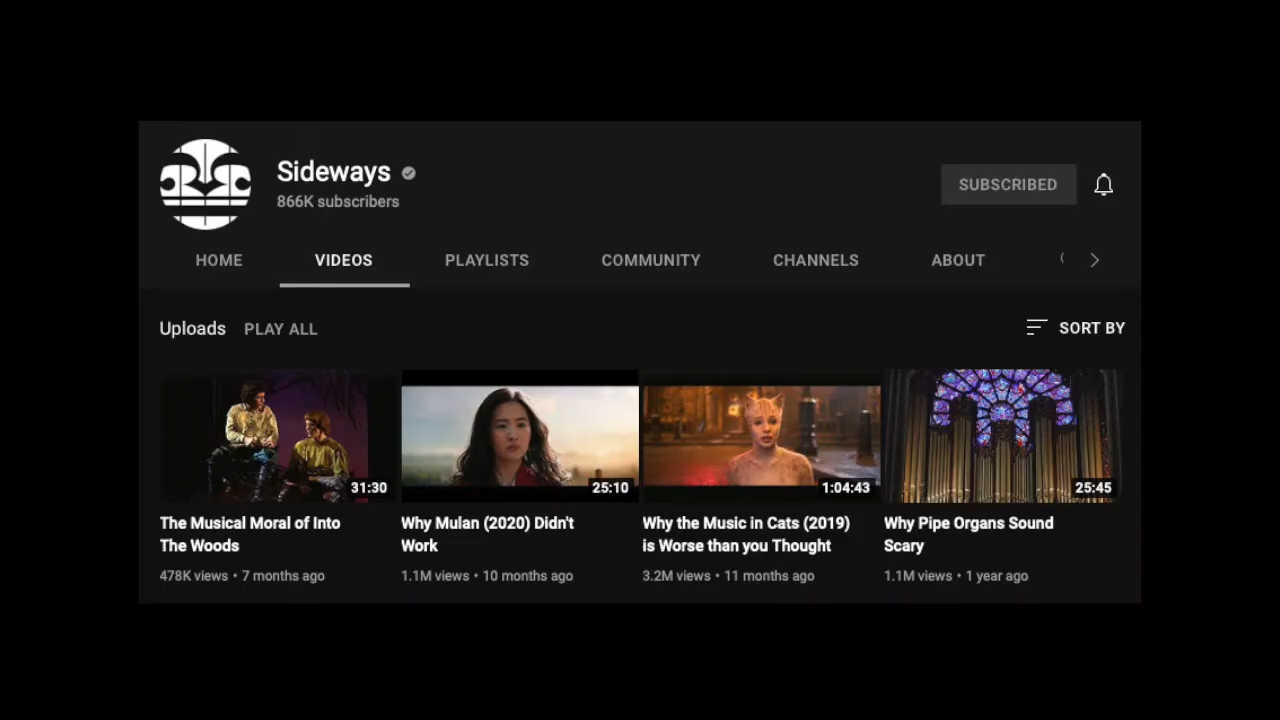 Sideways
866K subscribers
SUBSCRIBED
HOME VIDEOS PLAYLISTS COMMUNITY CHANNELS ABOUT
Uploads PLAY ALL SORT BY
31:30 25:10 1:04:43 25:45
The Musical Moral of Into
The Woods
478K views • 7 months ago
Why Mulan (2020) Didn't
Work
1.1M views • 10 months ago
Why the Music in Cats (2019)
is Worse than you Thought
3.2M views • 11 months ago
Why Pipe Organs Sound
Scary
1.1M views • 1 year ago